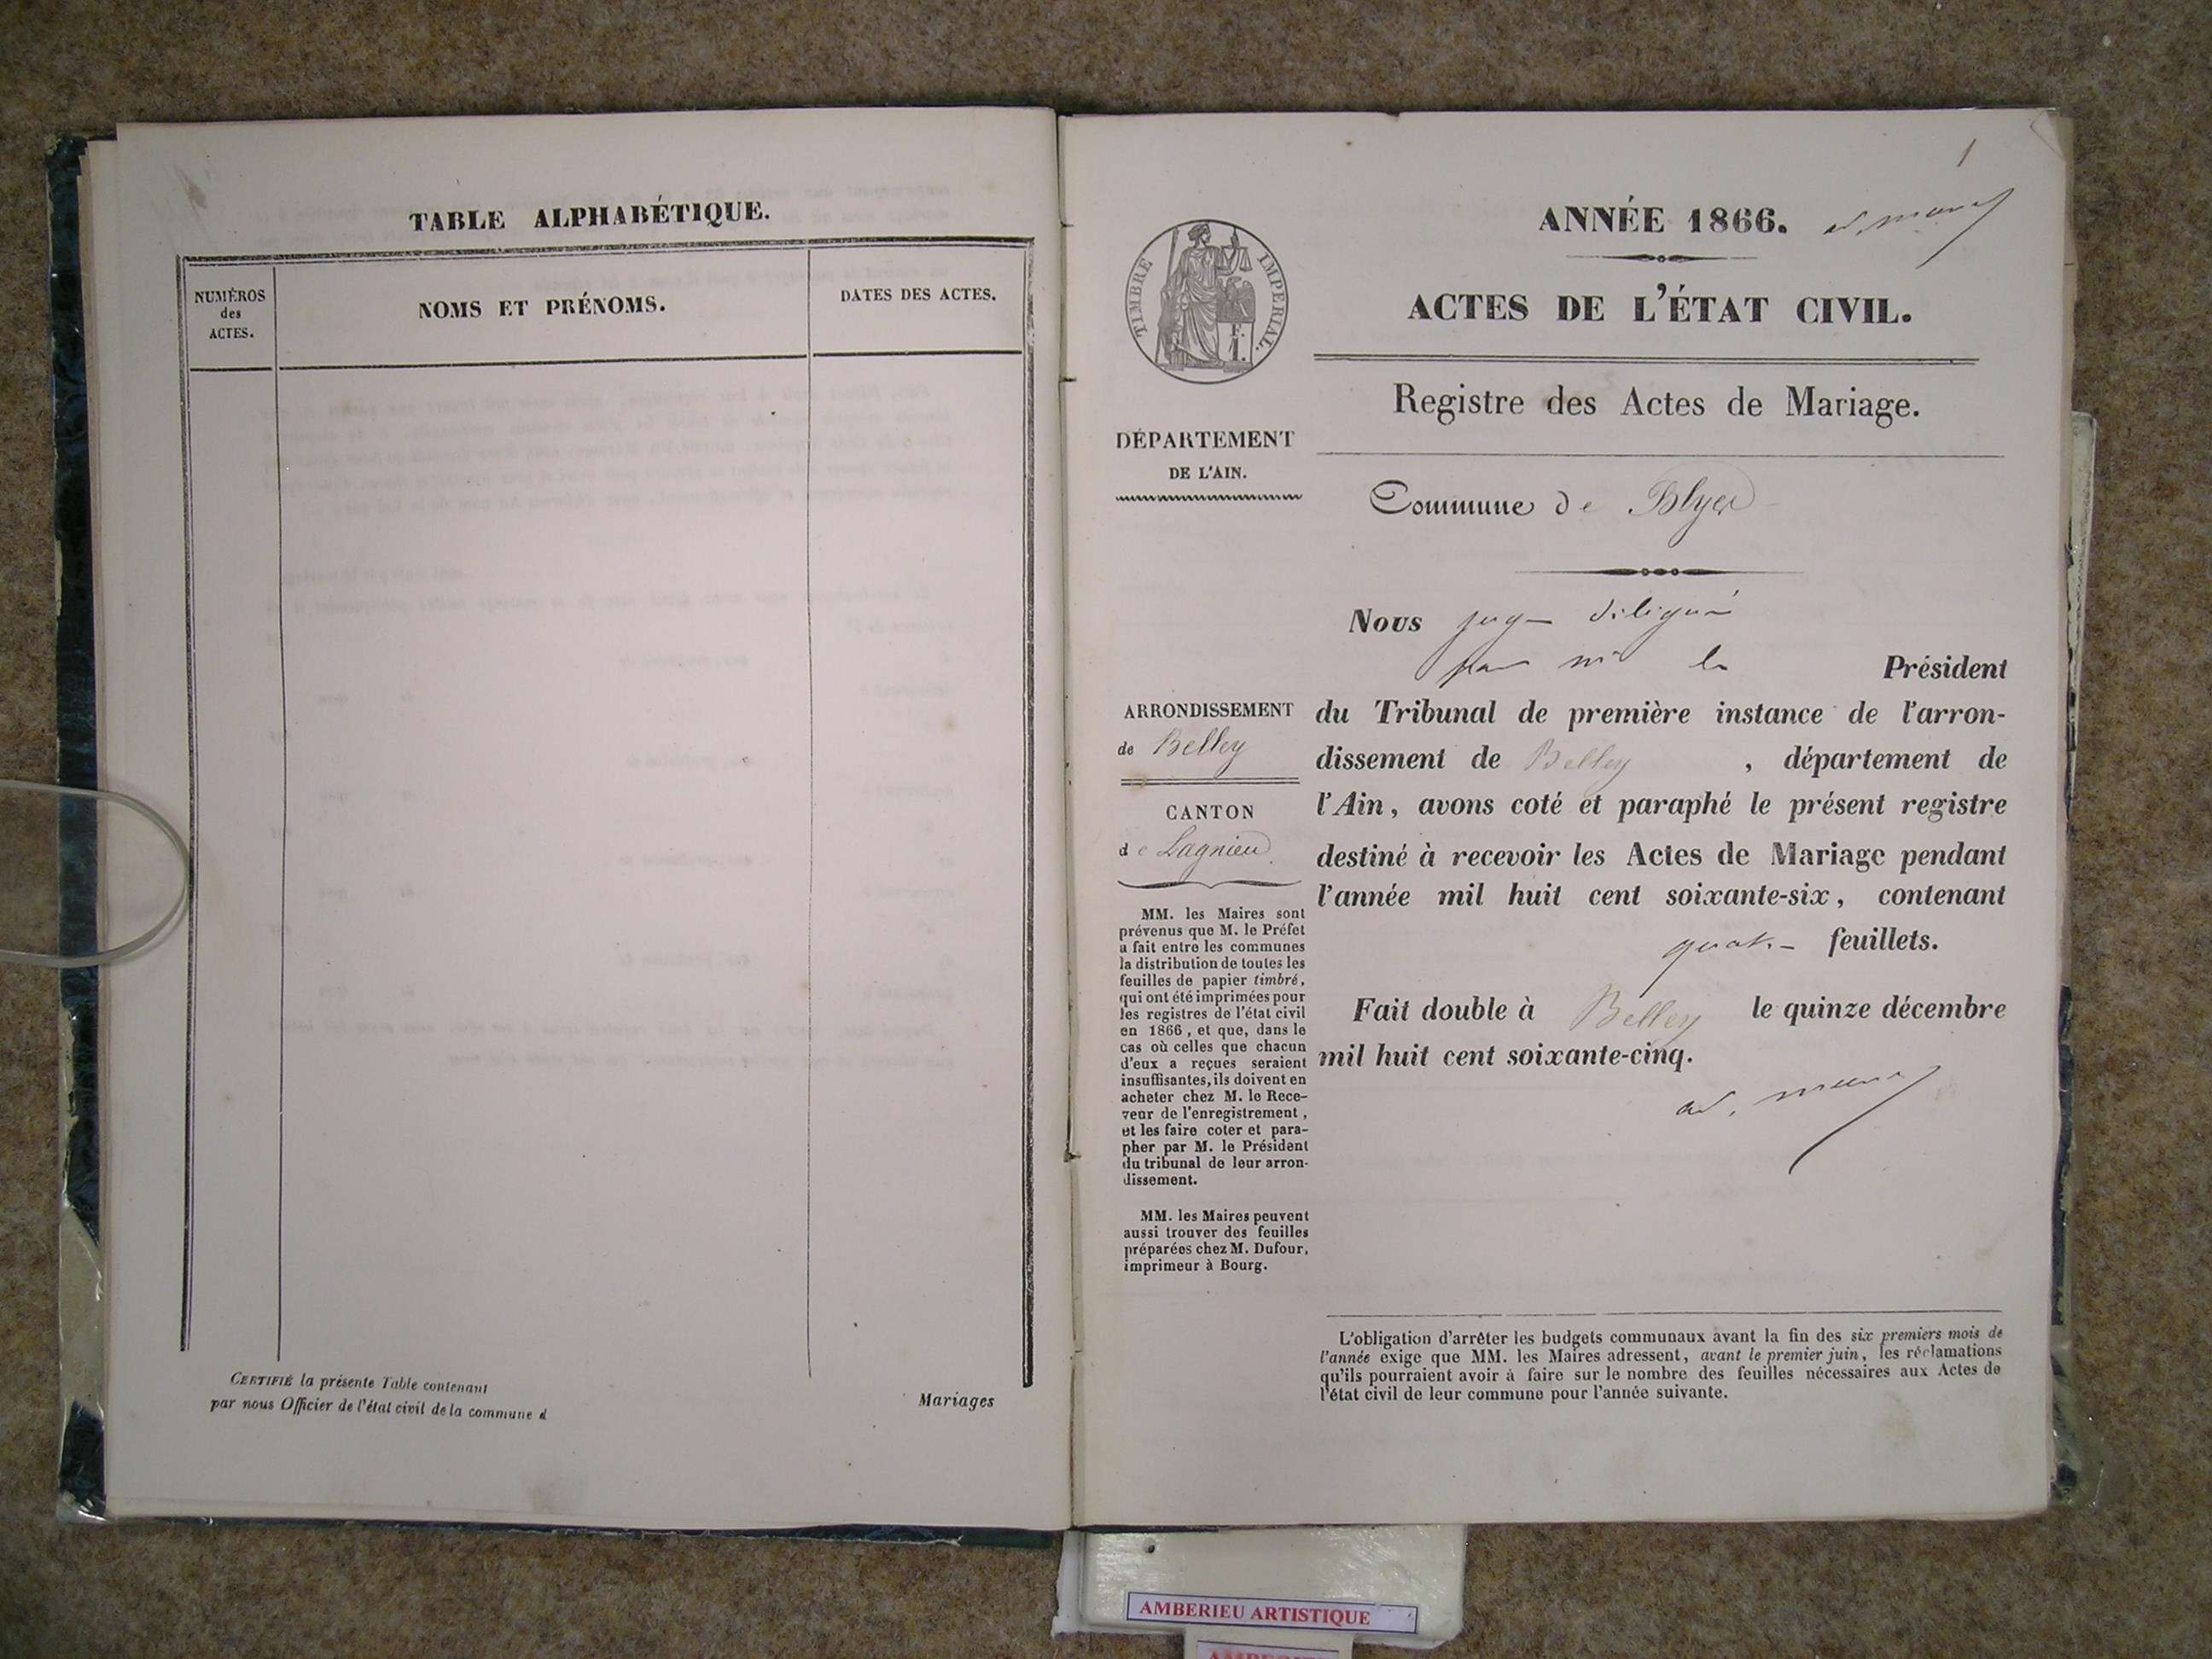 TABLE ALPHABÉTIQUE.
NUMÉROS
des
ACTES.
NOMS ET PRÉNOMS.
DATES DES ACTES.
CERTIFIÉ la présente Table contenant
par nous Officier de l'état civil de la commune d
Mariages
1
ANNÉE 1866.
TIMBRE IMPERIAL.
ACTES DE L'ÉTAT CIVIL.
Registre des Actes de Mariage.
DÉPARTEMENT
DE L'AIN.
Commune de Blyes
Nous juge délégué
par mr le Président
ARRONDISSEMENT
de Belley
CANTON
de Lagnieu
du Tribunal de première instance de l'arron-
dissement de Belley, département de
l'Ain, avons coté et paraphé le présent registre
destiné à recevoir les Actes de Mariage pendant
l'année mil huit cent soixante-six, contenant
quatre feuillets.
Fait double à Belley le quinze décembre
mil huit cent soixante-cinq.
MM. les Maires sont
prévenus que M. le Préfet
a fait entre les communes
la distribution de toutes les
feuilles de papier timbré,
qui ont été imprimées pour
les registres de l'état civil
en 1866, et que, dans le
cas où celles que chacun
d'eux a reçues seraient
insuffisantes, ils doivent en
acheter chez M. le Rece-
veur de l'enregistrement,
et les faire coter et para-
pher par M. le Président
du tribunal de leur arron-
dissement.
MM. les Maires peuvent
aussi trouver des feuilles
préparées chez M. Dufour,
imprimeur à Bourg.
L'obligation d'arrêter les budgets communaux avant la fin des six premiers mois de
l'année exige que MM. les Maires adressent, avant le premier juin, les réclamations
qu'ils pourraient avoir à faire sur le nombre des feuilles nécessaires aux Actes de
l'état civil de leur commune pour l'année suivante.
AMBERIEU ARTISTIQUE